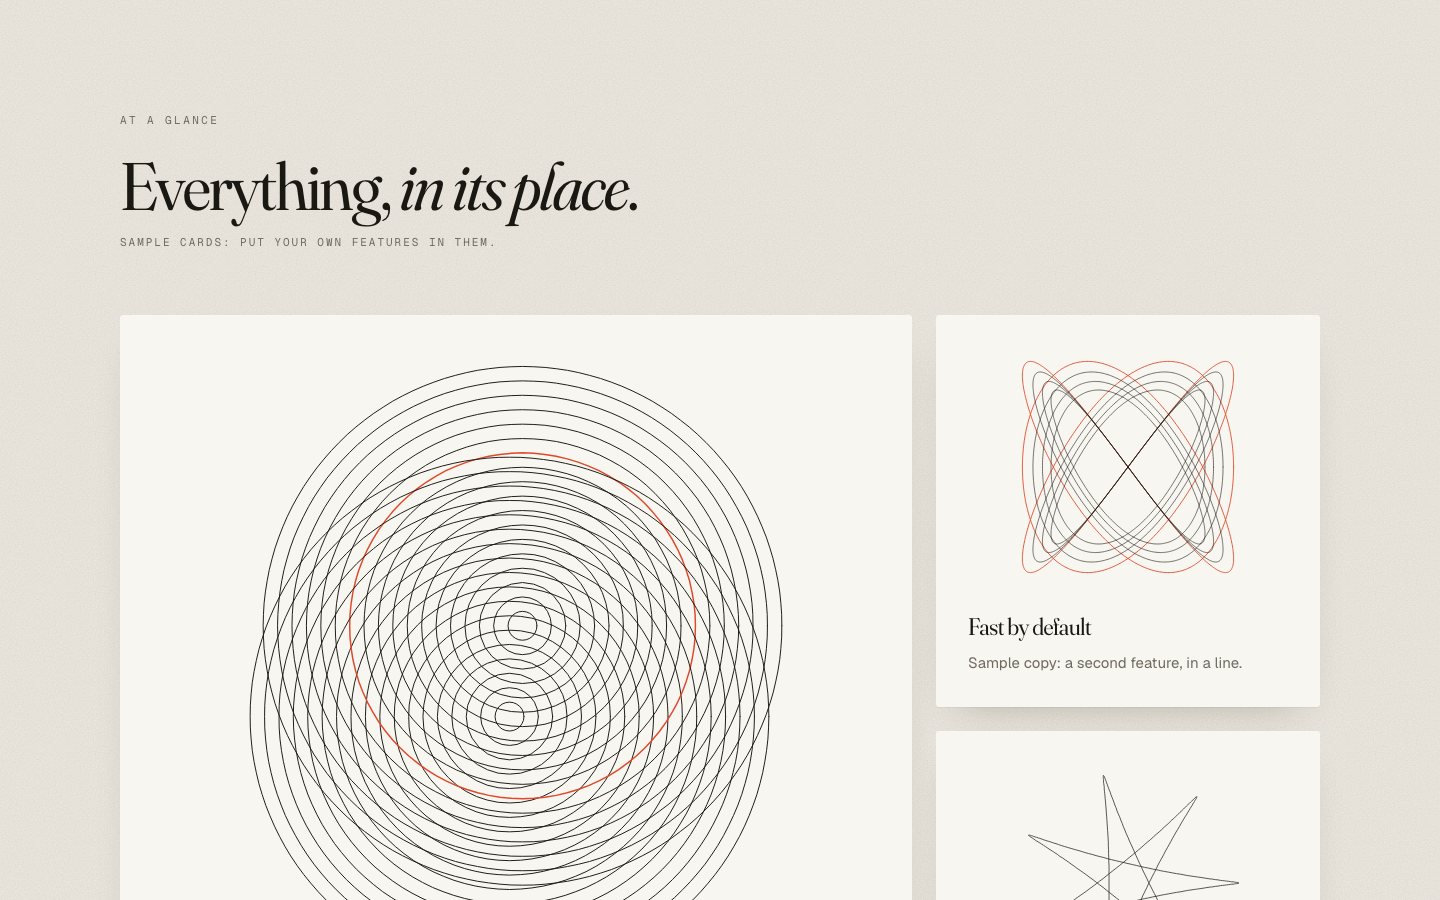 AT A GLANCE
Everything, in its place.
SAMPLE CARDS: PUT YOUR OWN FEATURES IN THEM.
Fast by default
Sample copy: a second feature, in a line.